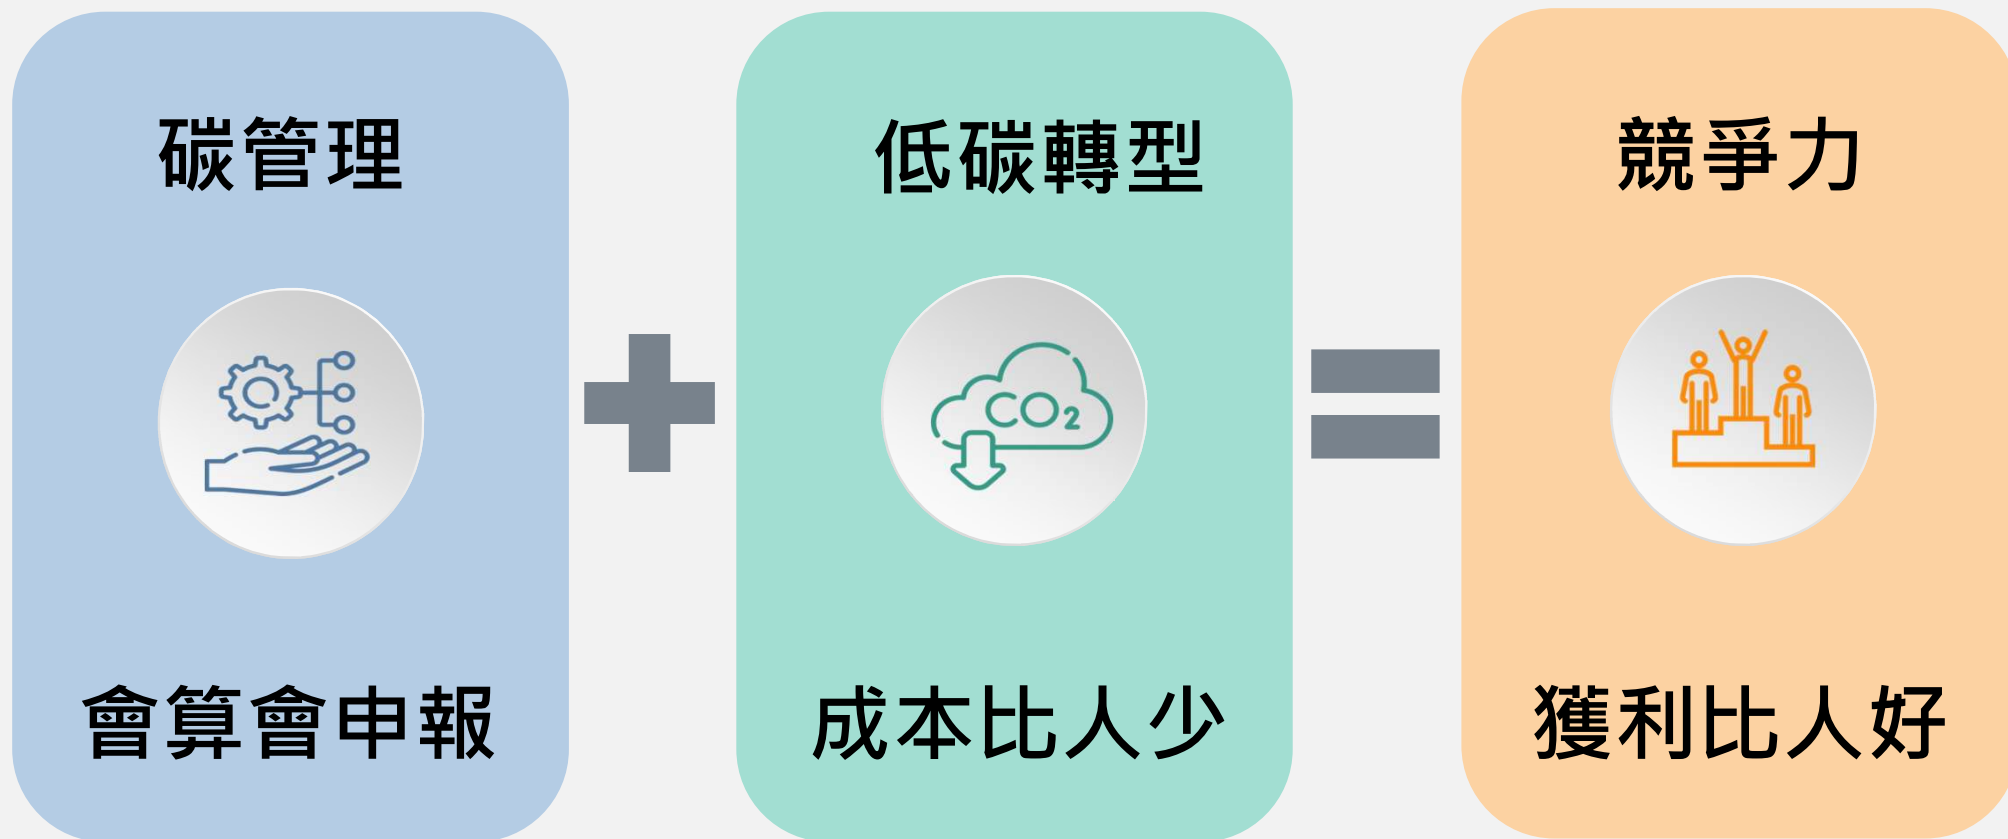 碳管理
會算會申報
低碳轉型
CO2
成本比人少
競爭力
獲利比人好